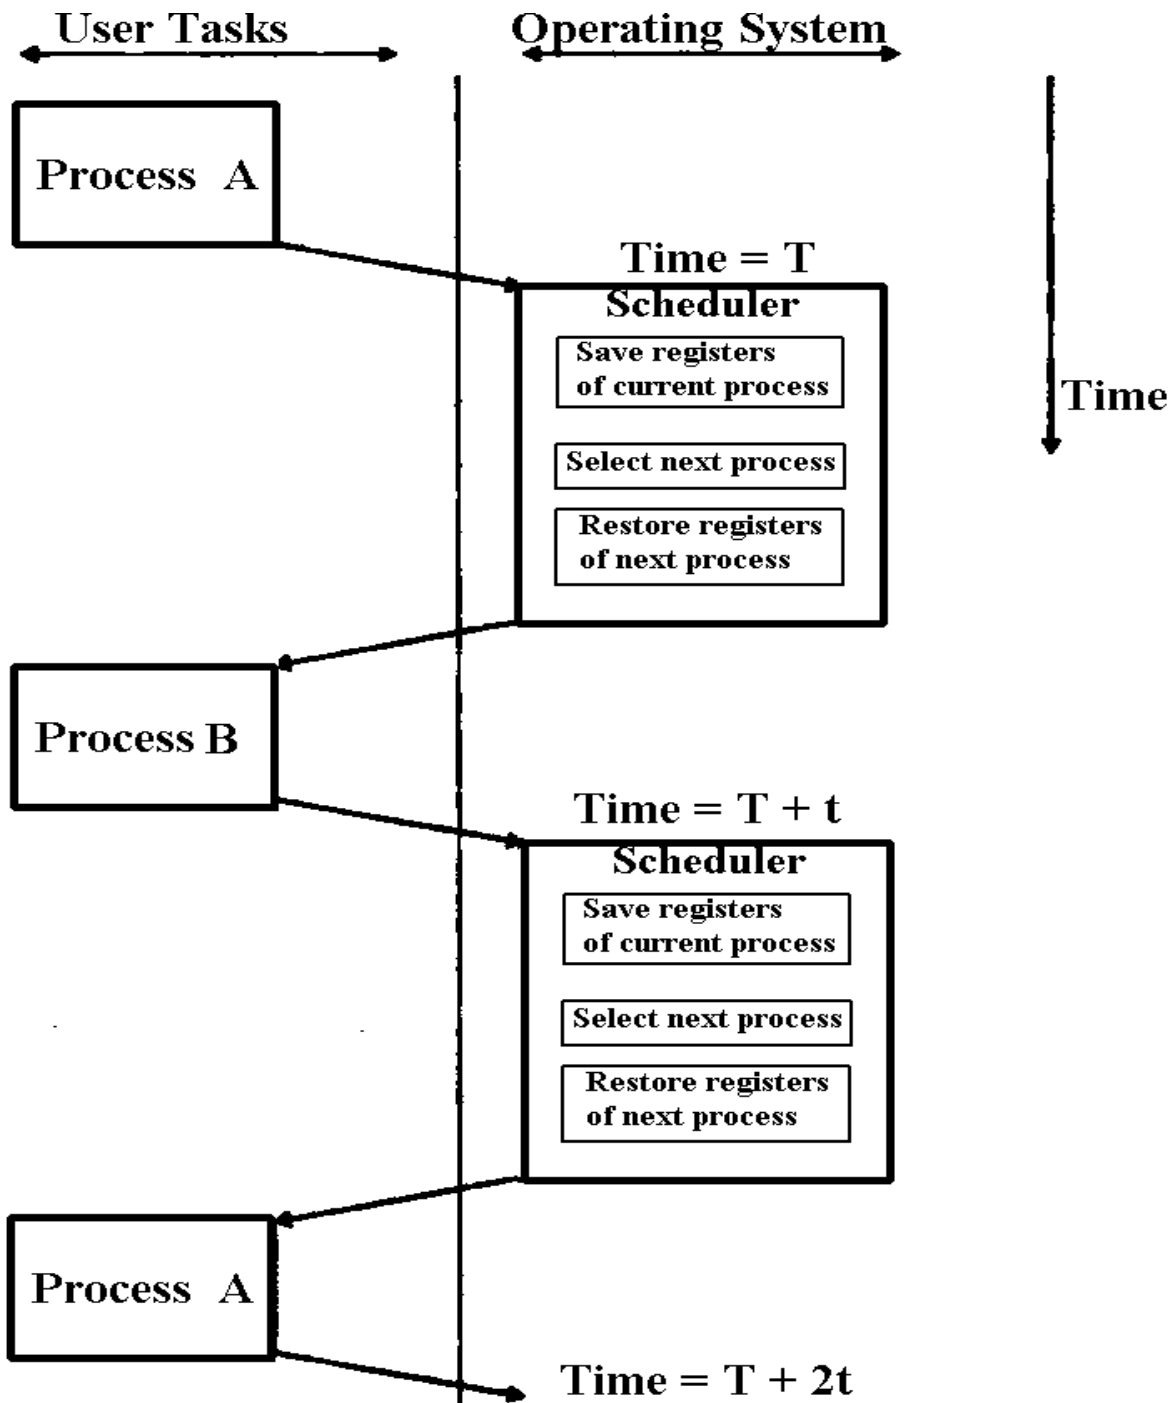 User Tasks
Operating System
Process A
Time = T
Scheduler
Save registers
of current process
Time
Select next process
Restore registers
of next process
Process B
Time = T + t
Scheduler
Save registers
of current process
Select next process
Restore registers
of next process
Process A
Time = T + 2t